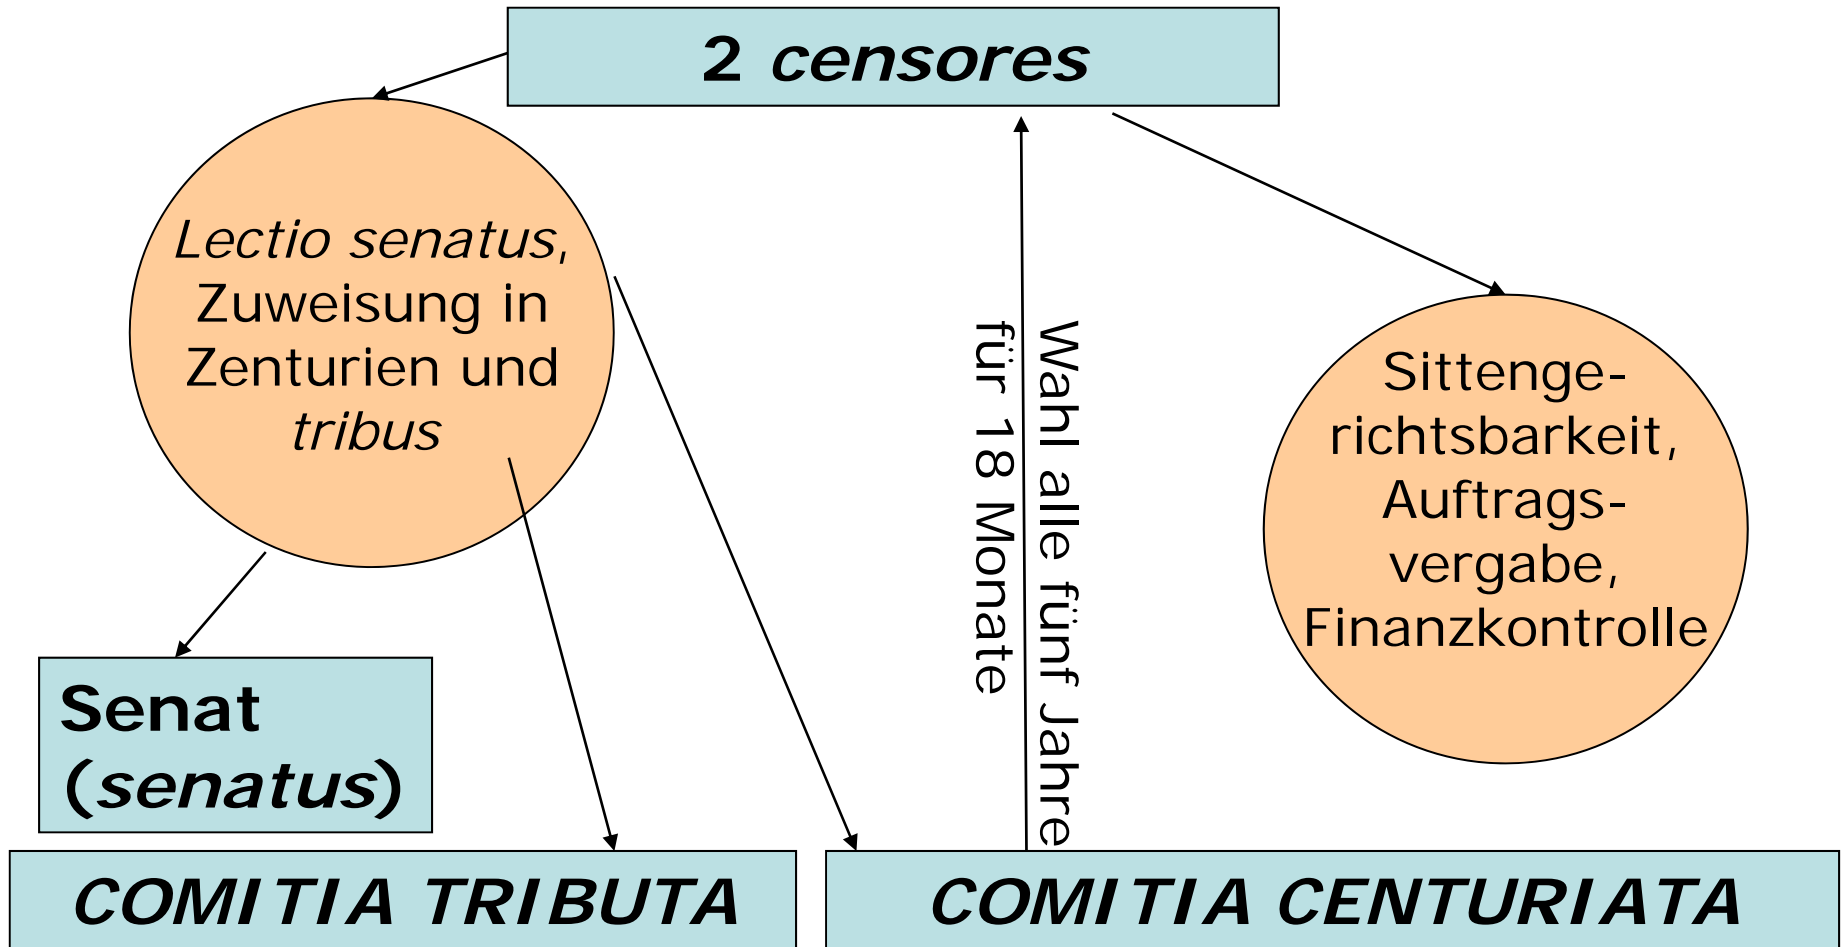 2 censores
Lectio senatus,
Zuweisung in
Zenturien und
tribus
Wahl alle fünf Jahre
für 18 Monate
Sittenge-
richtsbarkeit,
Auftrags-
vergabe,
Finanzkontrolle
Senat
(senatus)
COMITIA TRIBUTA
COMITIA CENTURIATA